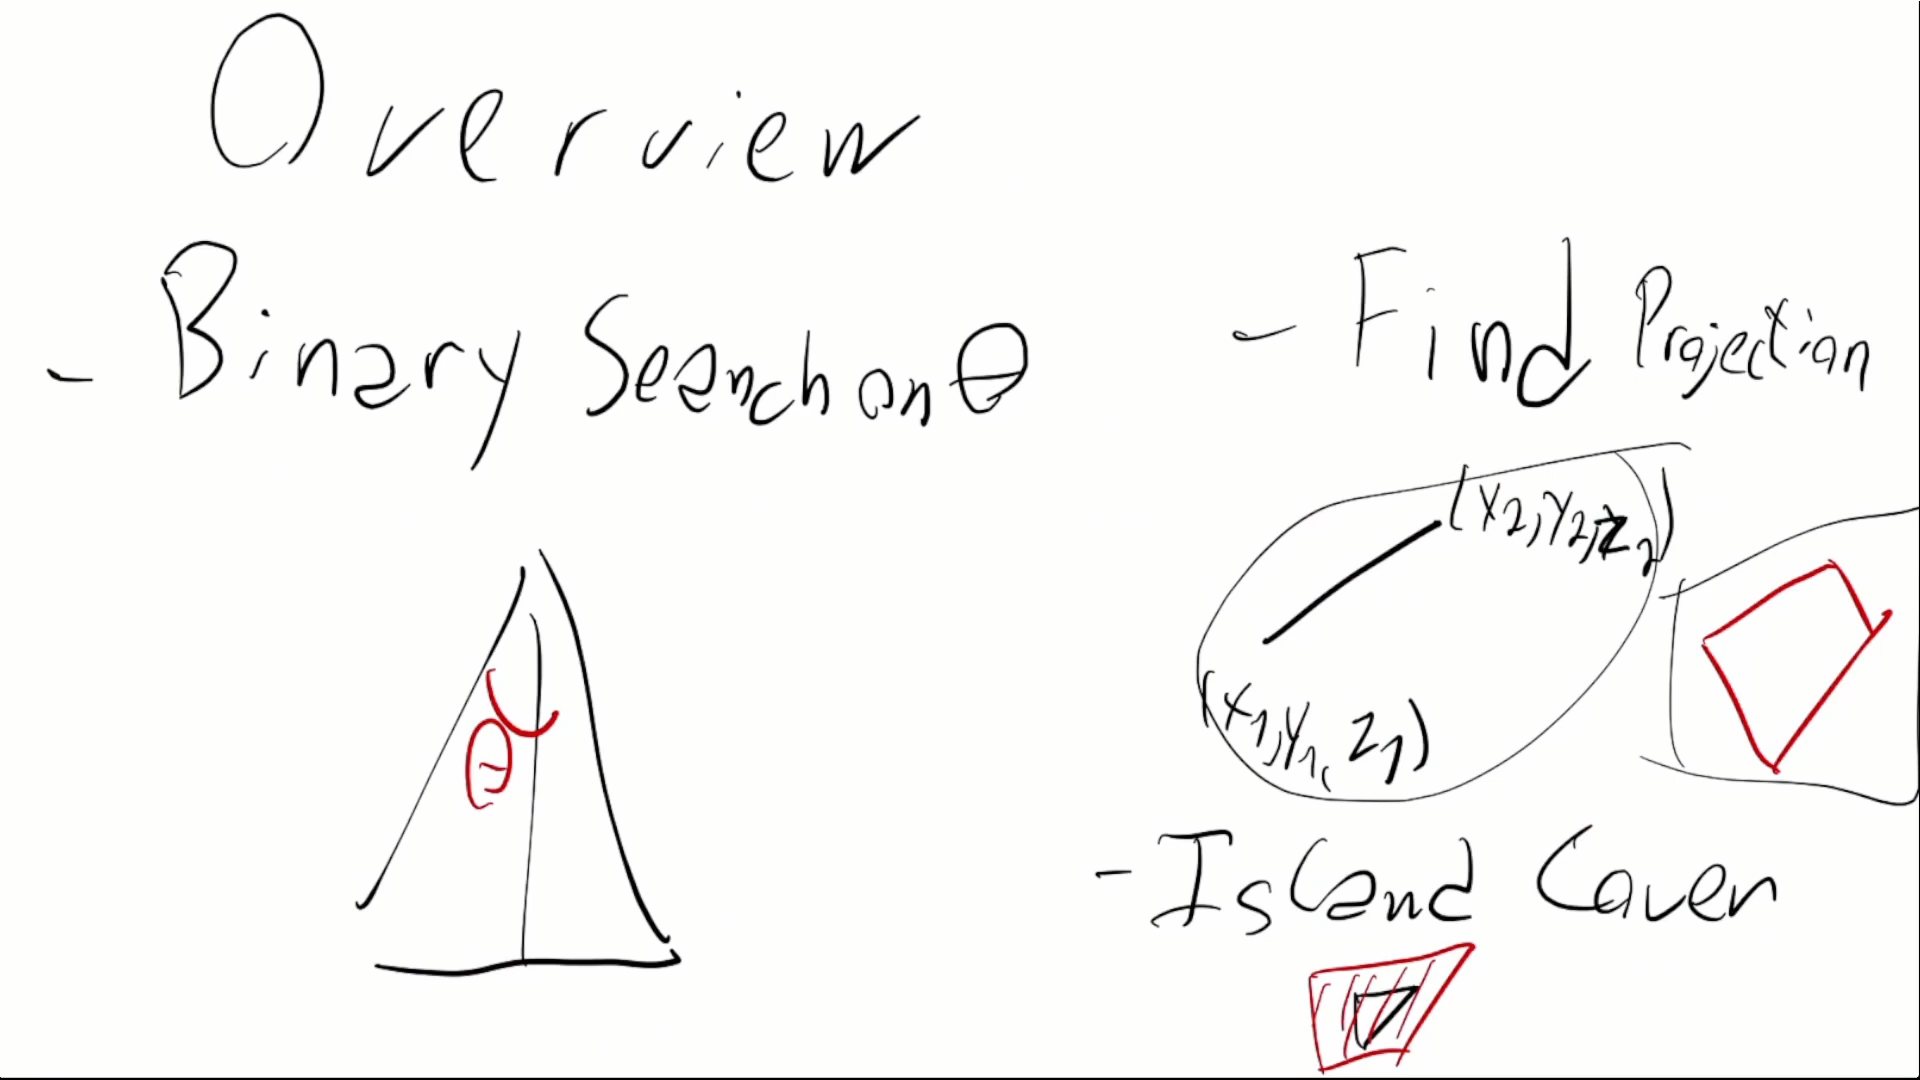 Overview
- Binary Search on θ
θ
- Find Projection
(x2,y2,z2)
(x1,y1,z1)
- Island Cover